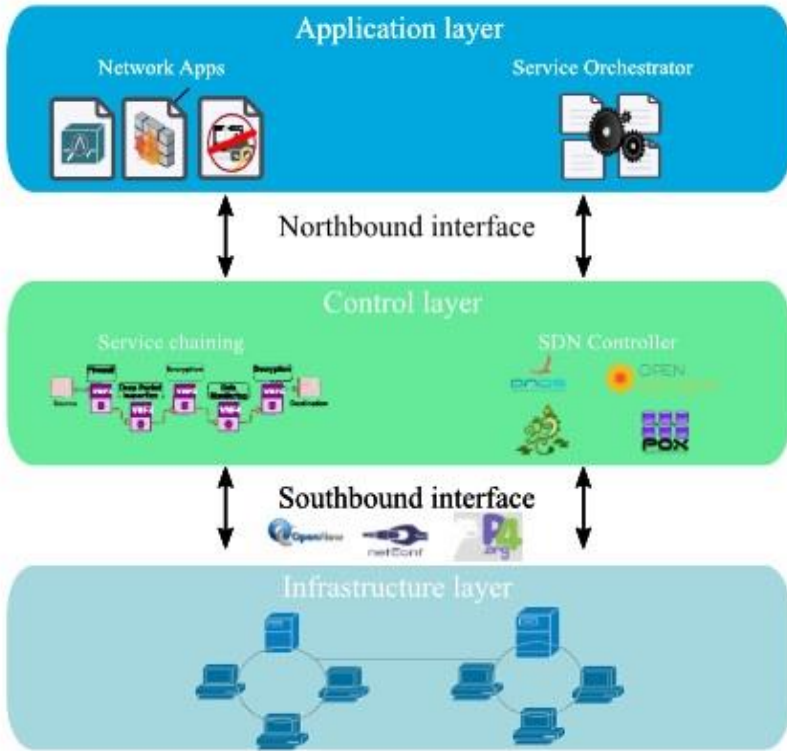 Application layer
Network Apps
Service Orchestrator
Northbound interface
Control layer
Service chaining
SDN Controller
Firewall
Encryption
Decryption
Deep Packet
Inspection
Monitoring
Source
Destination
ONOS
OPEN
POX
Southbound interface
OpenFlow
netConf
P4
.org
Infrastructure layer